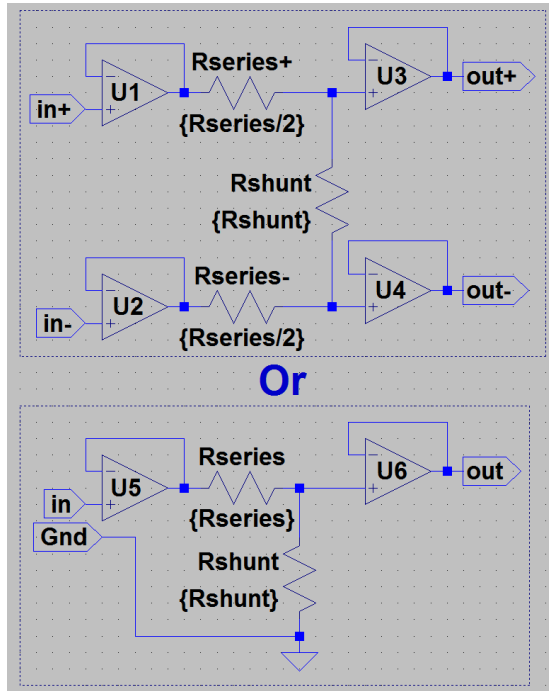 Rseries+
U1
U3
out+
in+
{Rseries/2}
Rshunt
{Rshunt}
Rseries-
U2
U4
out-
in-
{Rseries/2}
Or
Rseries
U5
U6
out
in
{Rseries}
Gnd
Rshunt
{Rshunt}